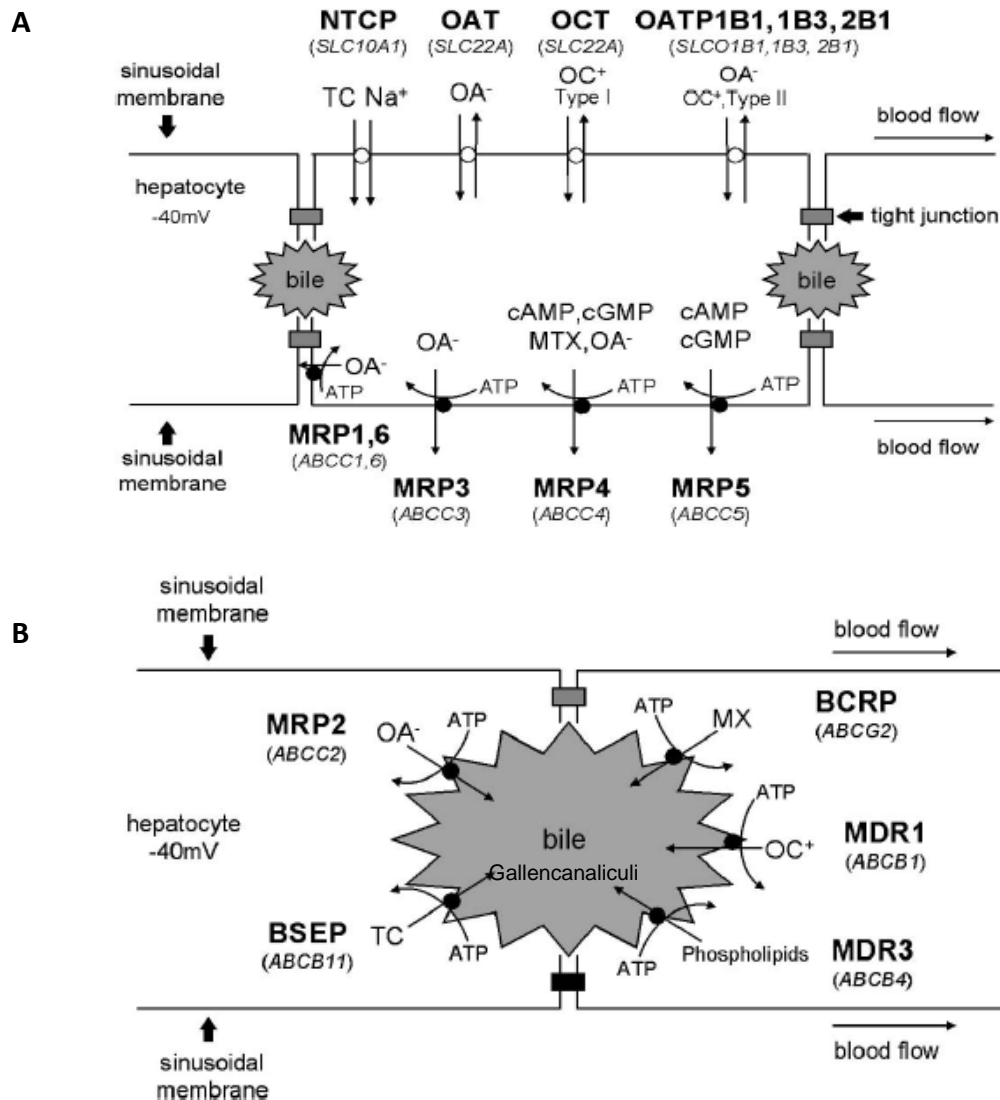 A
NTCP
(SLC10A1)
OAT
(SLC22A)
OCT
(SLC22A)
OATP1B1, 1B3, 2B1
(SLCO1B1,1B3, 2B1)
sinusoidal
membrane
TC Na⁺
OA⁻
OC⁺
Type I
OA⁻
OC⁺,Type II
blood flow
hepatocyte
-40mV
tight junction
bile
bile
OA⁻
ATP
OA⁻
ATP
cAMP,cGMP
MTX,OA⁻
ATP
cAMP
cGMP
ATP
sinusoidal
membrane
MRP1,6
(ABCC1,6)
MRP3
(ABCC3)
MRP4
(ABCC4)
MRP5
(ABCC5)
blood flow
B
sinusoidal
membrane
blood flow
MRP2
(ABCC2)
OA⁻
ATP
ATP
MX
BCRP
(ABCG2)
hepatocyte
-40mV
bile
Gallencanaliculi
ATP
OC⁺
MDR1
(ABCB1)
BSEP
(ABCB11)
TC
ATP
ATP
Phospholipids
MDR3
(ABCB4)
sinusoidal
membrane
blood flow